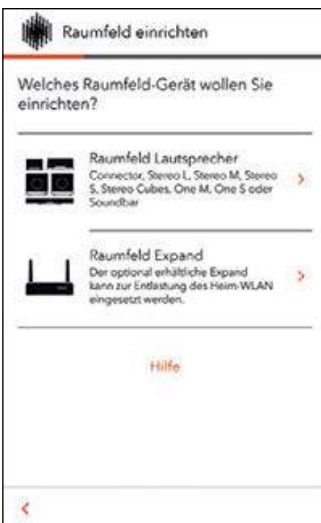 Raumfeld einrichten
Welches Raumfeld-Gerät wollen Sie
einrichten?
Raumfeld Lautsprecher
Connector, Stereo L, Stereo M, Stereo
S, Stereo Cubes, One M, One S oder
Soundbar
Raumfeld Expand
Der optional erhältliche Expand
kann zur Entlastung des Heim-WLAN
eingesetzt werden.
Hilfe